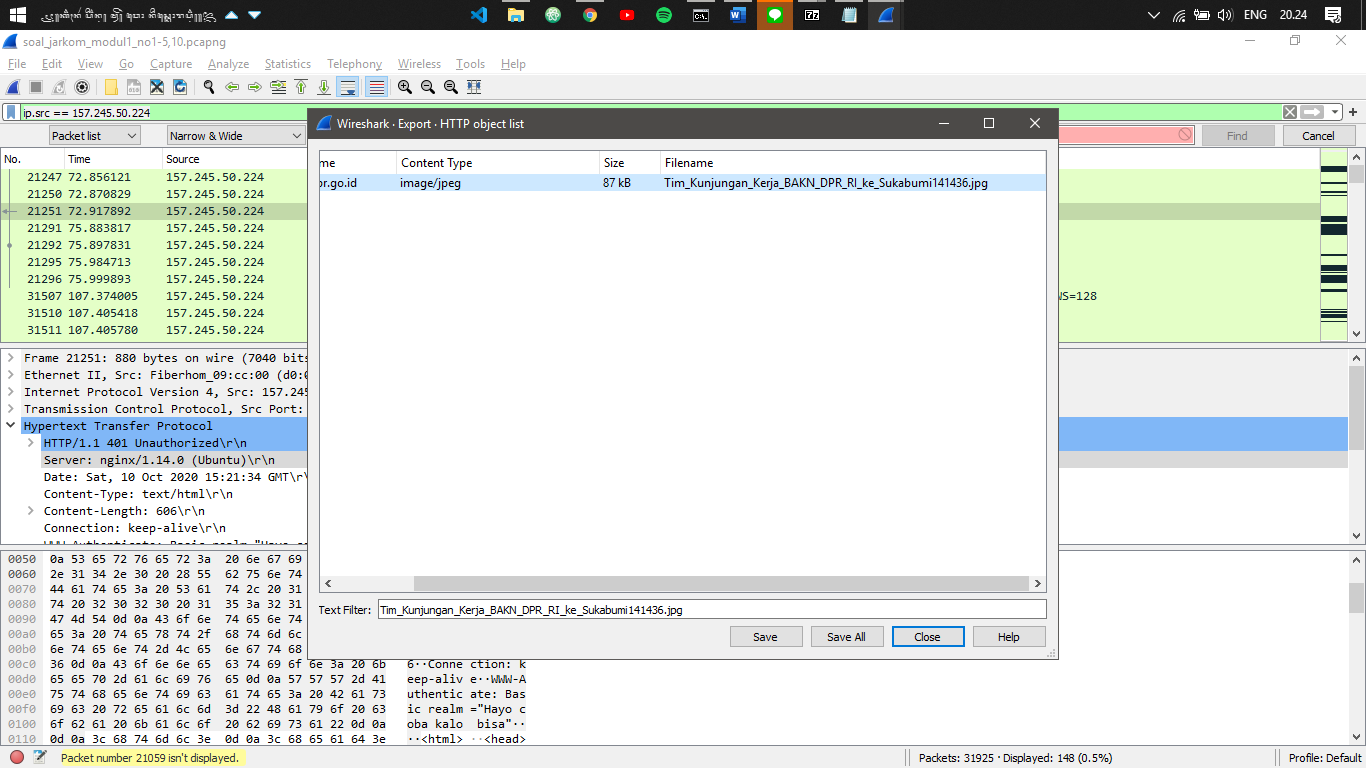 ENG 20.24
soal_jarkom_modul1_no1-5,10.pcapng
File Edit View Go Capture Analyze Statistics Telephony Wireless Tools Help
ip.src == 157.245.50.224
Packet list Narrow & Wide Find Cancel
Wireshark · Export · HTTP object list
No. Time Source
21247 72.856121 157.245.50.224
21250 72.870829 157.245.50.224
21251 72.917892 157.245.50.224
21291 75.883817 157.245.50.224
21292 75.897831 157.245.50.224
21295 75.984713 157.245.50.224
21296 75.999893 157.245.50.224
31507 107.374005 157.245.50.224 WS=128
31510 107.405418 157.245.50.224
31511 107.405780 157.245.50.224
me Content Type Size Filename
pr.go.id image/jpeg 87 kB Tim_Kunjungan_Kerja_BAKN_DPR_RI_ke_Sukabumi141436.jpg
Text Filter: Tim_Kunjungan_Kerja_BAKN_DPR_RI_ke_Sukabumi141436.jpg
Save Save All Close Help
Frame 21251: 880 bytes on wire (7040 bits
Ethernet II, Src: Fiberhom_09:cc:00 (d0:
Internet Protocol Version 4, Src: 157.245
Transmission Control Protocol, Src Port:
Hypertext Transfer Protocol
HTTP/1.1 401 Unauthorized\r\n
Server: nginx/1.14.0 (Ubuntu)\r\n
Date: Sat, 10 Oct 2020 15:21:34 GMT\r\
Content-Type: text/html\r\n
Content-Length: 606\r\n
Connection: keep-alive\r\n
0050 0a 53 65 72 76 65 72 3a 20 6e 67 69
0060 2e 31 34 2e 30 20 28 55 62 75 6e 74
0070 44 61 74 65 3a 20 53 61 74 2c 20 31
0080 74 20 32 30 32 30 20 31 35 3a 32 31
0090 47 4d 54 0d 0a 43 6f 6e 74 65 6e 74
00a0 65 3a 20 74 65 78 74 2f 68 74 6d 6c
00b0 6e 74 65 6e 74 2d 4c 65 6e 67 74 68
00c0 36 0d 0a 43 6f 6e 6e 65 63 74 69 6f 6e 3a 20 6b 6··Conne ction: k
00d0 65 65 70 2d 61 6c 69 76 65 0d 0a 57 57 57 2d 41 eep-aliv e··WWW-A
00e0 75 74 68 65 6e 74 69 63 61 74 65 3a 20 42 61 73 uthentic ate: Bas
00f0 69 63 20 72 65 61 6c 6d 3d 22 48 61 79 6f 20 63 ic realm ="Hayo c
0100 6f 62 61 20 6b 61 6c 6f 20 62 69 73 61 22 0d 0a oba kalo bisa"··
0110 0d 0a 3c 68 74 6d 6c 3e 0d 0a 3c 68 65 61 64 3e ··<html> ··<head>
Packet number 21059 isn't displayed. Packets: 31925 · Displayed: 148 (0.5%) Profile: Default